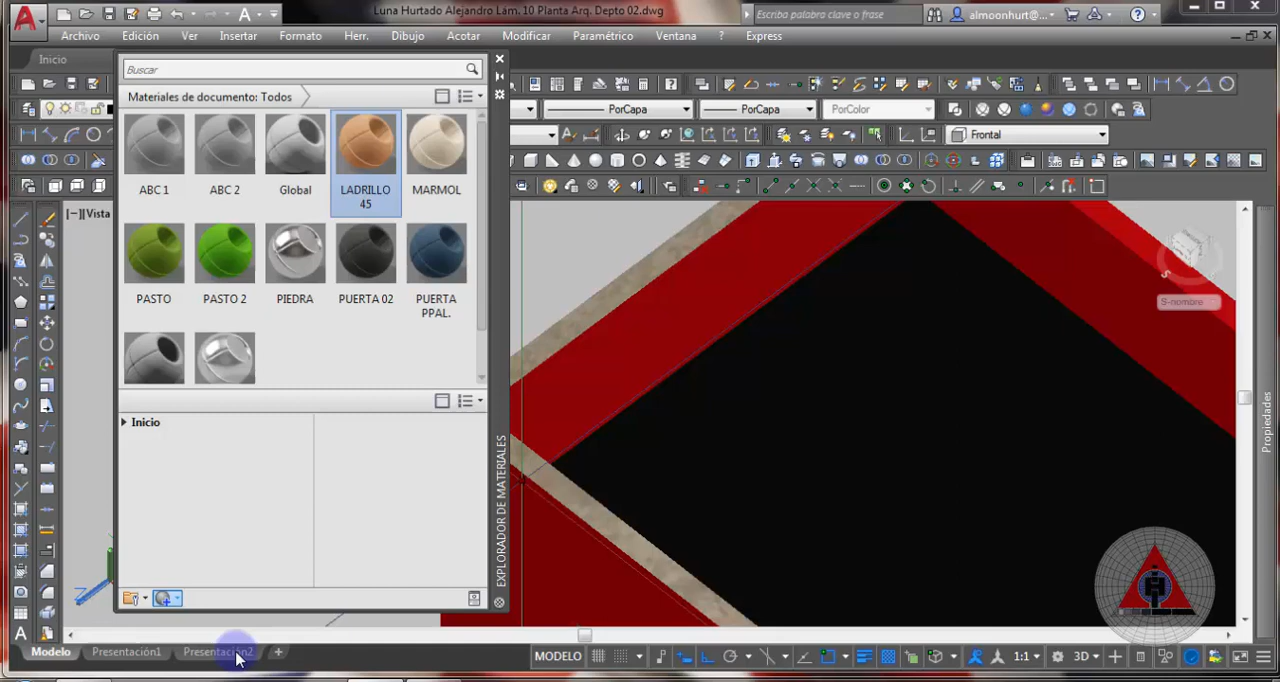 Luna Hurtado Alejandro Lám. 10 Planta Arq. Depto 02.dwg
Escriba palabra clave o frase
almoonhurt@...
Archivo Edición Ver Insertar Formato Herr. Dibujo Acotar Modificar Paramétrico Ventana ? Express
Inicio
Buscar
Materiales de documento: Todos
PorCapa
PorCapa
PorColor
Frontal
ABC 1
ABC 2
Global
LADRILLO 45
MARMOL
PASTO
PASTO 2
PIEDRA
PUERTA 02
PUERTA PPAL.
Inicio
EXPLORADOR DE MATERIALES
[−] Vista
S
S-nombre
Propiedades
Z
Modelo Presentación1 Presentación2 +
MODELO
1:1
3D